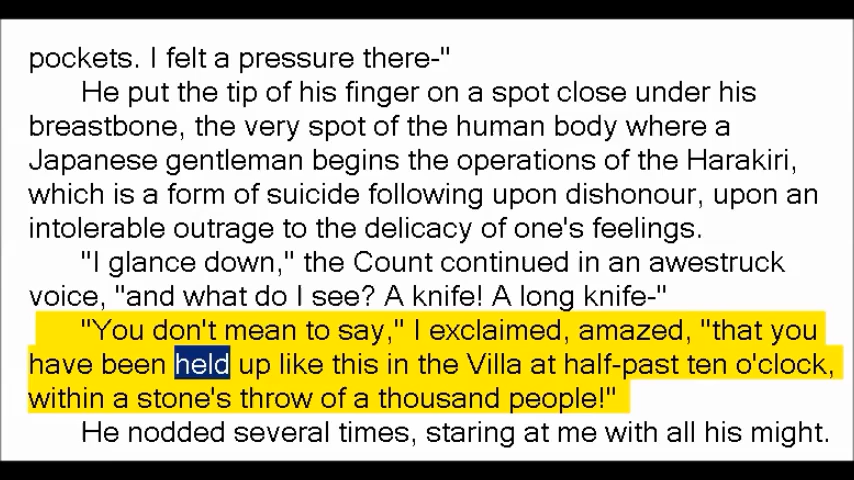 pockets. I felt a pressure there-"
He put the tip of his finger on a spot close under his
breastbone, the very spot of the human body where a
Japanese gentleman begins the operations of the Harakiri,
which is a form of suicide following upon dishonour, upon an
intolerable outrage to the delicacy of one's feelings.
"I glance down," the Count continued in an awestruck
voice, "and what do I see? A knife! A long knife-"
"You don't mean to say," I exclaimed, amazed, "that you
have been held up like this in the Villa at half-past ten o'clock,
within a stone's throw of a thousand people!"
He nodded several times, staring at me with all his might.